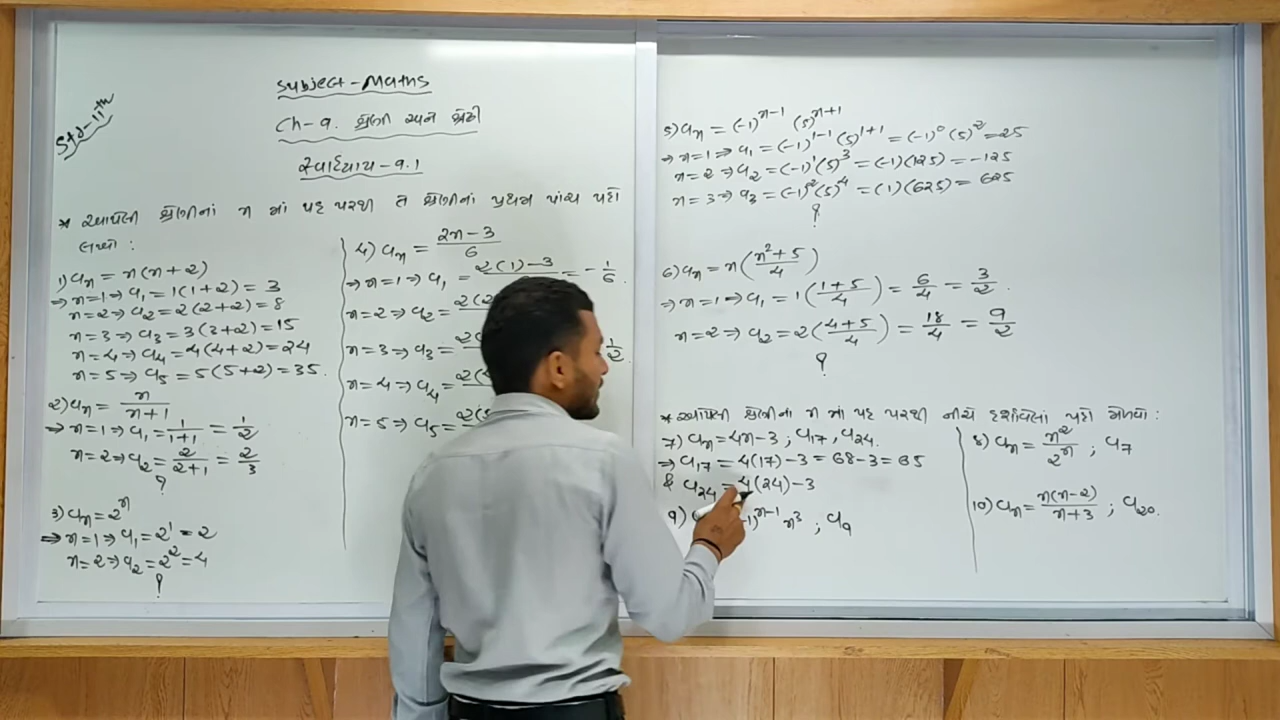 Std-11th
Subject-Maths
Ch-9. શ્રેણી અને શ્રેઢી
સ્વાધ્યાય-9.1
* આપેલી શ્રેણીનાં n માં પદ પરથી તે શ્રેણીનાં પ્રથમ પાંચ પદો
લખો :
1) aₙ = n(n+2)
⇒ n=1 ⇒ a₁ = 1(1+2) = 3
n=2 ⇒ a₂ = 2(2+2) = 8
n=3 ⇒ a₃ = 3(3+2) = 15
n=4 ⇒ a₄ = 4(4+2) = 24
n=5 ⇒ a₅ = 5(5+2) = 35.
2) aₙ = n/(n+1)
⇒ n=1 ⇒ a₁ = 1/(1+1) = 1/2
n=2 ⇒ a₂ = 2/(2+1) = 2/3
?
3) aₙ = 2ⁿ
⇒ n=1 ⇒ a₁ = 2¹ = 2
n=2 ⇒ a₂ = 2² = 4
?
4) aₙ = (2n-3)/6
⇒ n=1 ⇒ a₁ = 2(1)-3 = -1/6.
n=2 ⇒ a₂ = 2(2
n=3 ⇒ a₃ = 1/2.
n=4 ⇒ a₄ = 2(
n=5 ⇒ a₅ = 2(
5) aₙ = (-1)ⁿ⁻¹ (5)ⁿ⁺¹
⇒ n=1 ⇒ a₁ = (-1)¹⁻¹ (5)¹⁺¹ = (-1)⁰ (5)² = 25
n=2 ⇒ a₂ = (-1)¹ (5)³ = (-1)(125) = -125
n=3 ⇒ a₃ = (-1)² (5)⁴ = (1)(625) = 625
?
6) aₙ = n((n²+5)/4)
⇒ n=1 ⇒ a₁ = 1((1+5)/4) = 6/4 = 3/2.
n=2 ⇒ a₂ = 2((4+5)/4) = 18/4 = 9/2
?
* આપેલી શ્રેણીના n માં પદ પરથી નીચે દર્શાવેલાં પદો મેળવો :
7) aₙ = 4n-3 ; a₁₇, a₂₄.
⇒ a₁₇ = 4(17)-3 = 68-3 = 65
& a₂₄ = 4(24)-3
9) 1)ⁿ⁻¹ n³ ; a₉
8) aₙ = n²/2ⁿ ; a₇
10) aₙ = n(n-2)/(n+3) ; a₂₀.